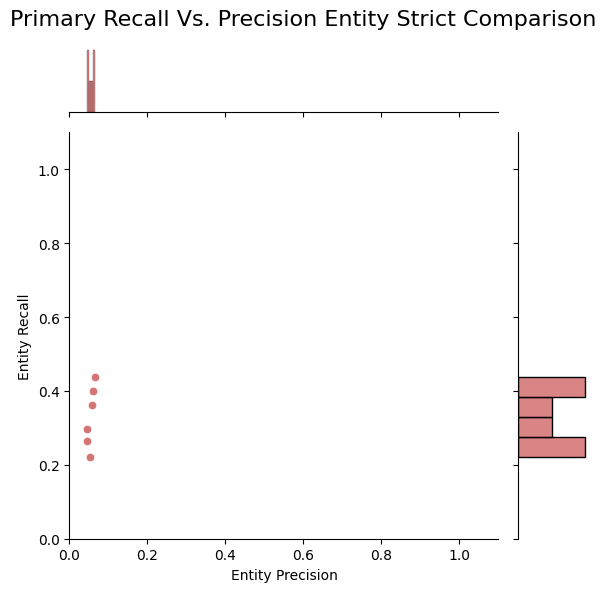 Primary Recall Vs. Precision Entity Strict Comparison
1.0
0.8
0.6
0.4
0.2
0.0
Entity Recall
0.0 0.2 0.4 0.6 0.8 1.0
Entity Precision